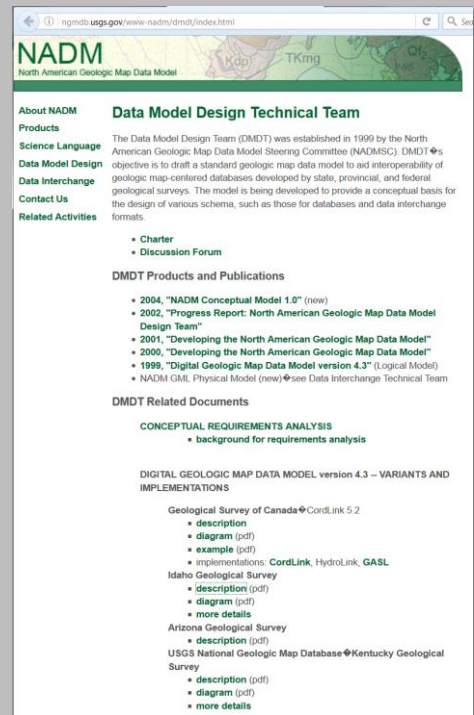 ngmdb.usgs.gov/www-nadm/dmdt/index.html
Sea
NADM
North American Geologic Map Data Model
Kdp
TKmg
Qf2
About NADM
Products
Science Language
Data Model Design
Data Interchange
Contact Us
Related Activities
Data Model Design Technical Team
The Data Model Design Team (DMDT) was established in 1999 by the North
American Geologic Map Data Model Steering Committee (NADMSC). DMDT�s
objective is to draft a standard geologic map data model to aid interoperability of
geologic map-centered databases developed by state, provincial, and federal
geological surveys. The model is being developed to provide a conceptual basis for
the design of various schema, such as those for databases and data interchange
formats.
Charter
Discussion Forum
DMDT Products and Publications
2004, "NADM Conceptual Model 1.0" (new)
2002, "Progress Report: North American Geologic Map Data Model
Design Team"
2001, "Developing the North American Geologic Map Data Model"
2000, "Developing the North American Geologic Map Data Model"
1999, "Digital Geologic Map Data Model version 4.3" (Logical Model)
NADM GML Physical Model (new)�see Data Interchange Technical Team
DMDT Related Documents
CONCEPTUAL REQUIREMENTS ANALYSIS
background for requirements analysis
DIGITAL GEOLOGIC MAP DATA MODEL version 4.3 -- VARIANTS AND
IMPLEMENTATIONS
Geological Survey of Canada�CordLink 5.2
description
diagram (pdf)
example (pdf)
implementations: CordLink, HydroLink, GASL
Idaho Geological Survey
description (pdf)
diagram (pdf)
more details
Arizona Geological Survey
description (pdf)
USGS National Geologic Map Database�Kentucky Geological
Survey
description (pdf)
diagram (pdf)
more details